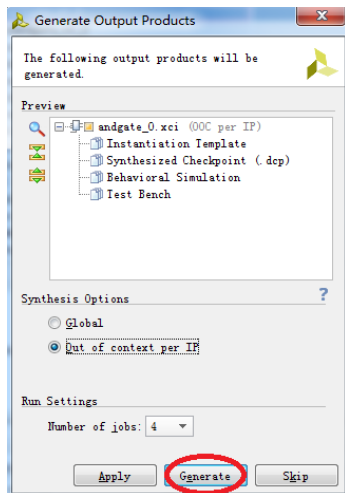 Generate Output Products
The following output products will be
generated.
Preview
andgate_0.xci (OOC per IP)
Instantiation Template
Synthesized Checkpoint (.dcp)
Behavioral Simulation
Test Bench
Synthesis Options
?
Global
Out of context per IP
Run Settings
Number of jobs: 4
Apply Generate Skip